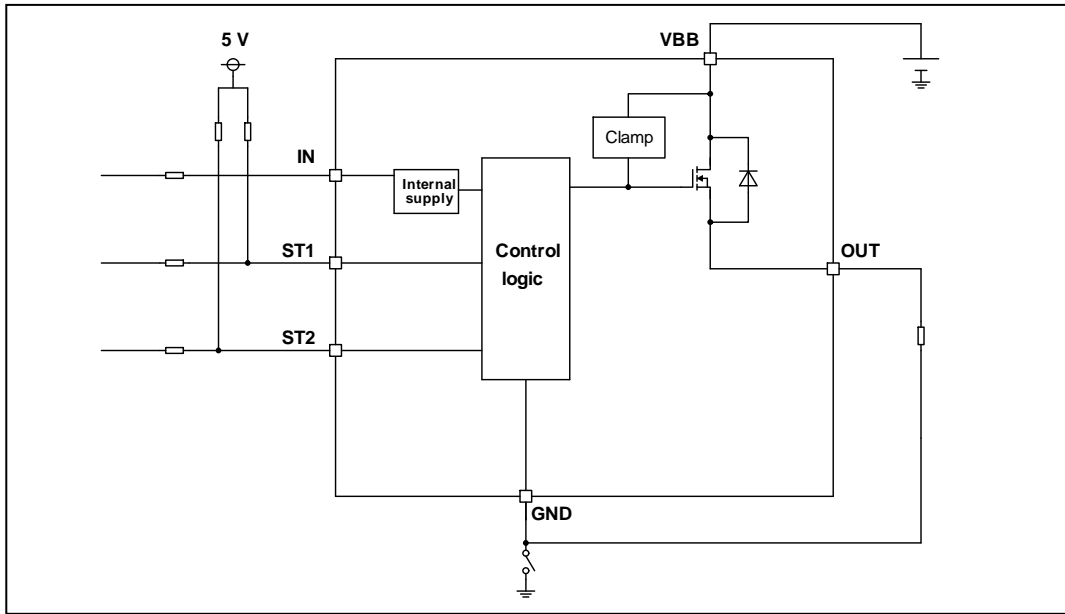 5 V
VBB
Clamp
IN
Internal
supply
ST1
Control
logic
OUT
ST2
GND